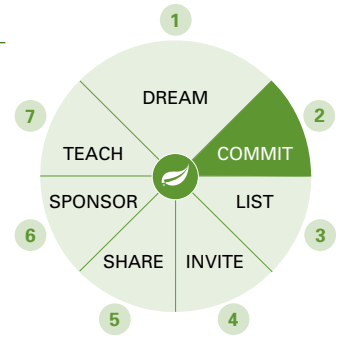 1
DREAM
2
COMMIT
3
LIST
4
INVITE
5
SHARE
6
SPONSOR
7
TEACH